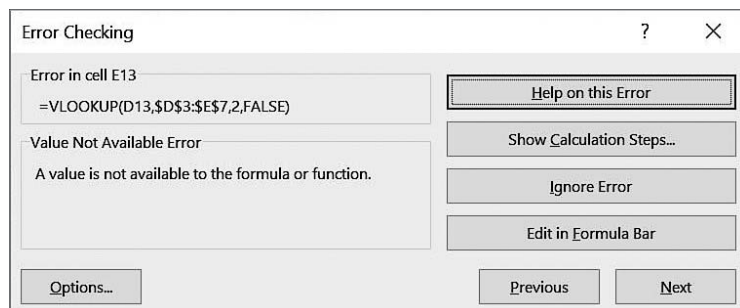 Error Checking ? X
Error in cell E13
=VLOOKUP(D13,$D$3:$E$7,2,FALSE)
Value Not Available Error
A value is not available to the formula or function.
Help on this Error
Show Calculation Steps...
Ignore Error
Edit in Formula Bar
Options...
Previous
Next